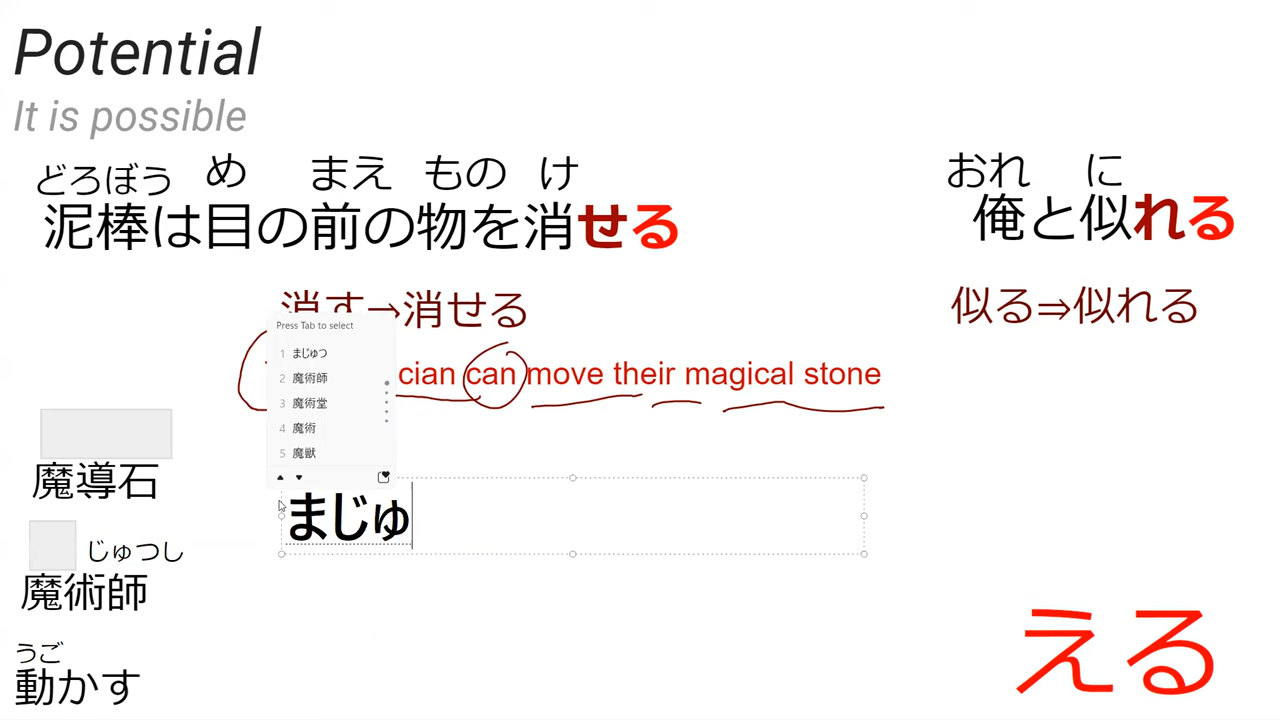 Potential
It is possible
どろぼう め まえ もの け
泥棒は目の前の物を消せる
おれ に
俺と似れる
消す→消せる
似る⇒似れる
Press Tab to select
1 まじゅつ
2 魔術師
3 魔術堂
4 魔術
5 魔獣
cian can move their magical stone
まじゅ
魔導石
じゅつし
魔術師
うご
動かす
える